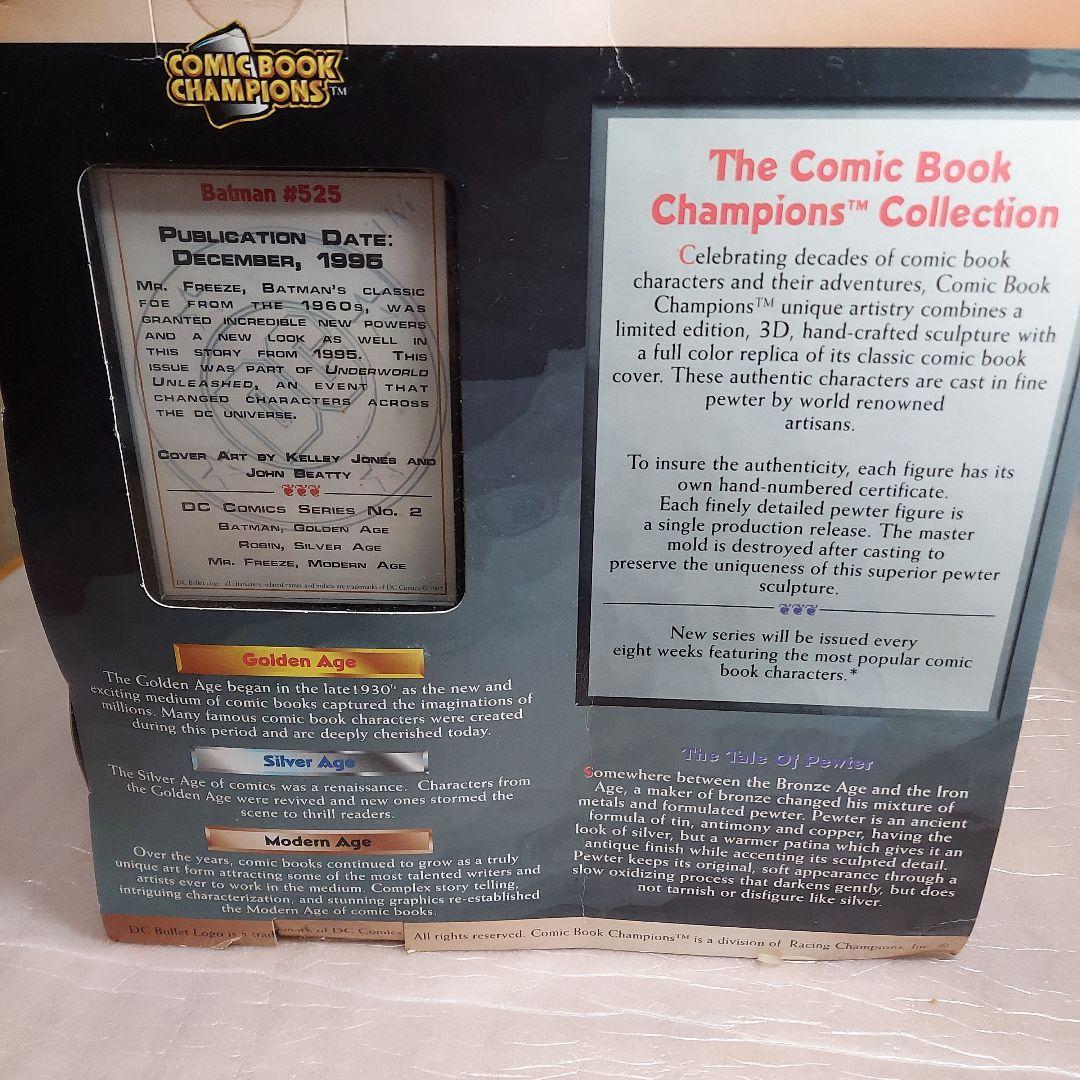 COMIC BOOK
CHAMPIONS™
Batman #525
PUBLICATION DATE:
DECEMBER, 1995
MR. FREEZE, BATMAN'S CLASSIC
FOE FROM THE 1960S, WAS
GRANTED INCREDIBLE NEW POWERS
AND A NEW LOOK AS WELL IN
THIS STORY FROM 1995. THIS
ISSUE WAS PART OF UNDERWORLD
UNLEASHED, AN EVENT THAT
CHANGED CHARACTERS ACROSS
THE DC UNIVERSE.
COVER ART BY KELLEY JONES AND
JOHN BEATTY
DC COMICS SERIES NO. 2
BATMAN, GOLDEN AGE
ROBIN, SILVER AGE
MR. FREEZE, MODERN AGE
DC Bullet Logo, all characters, related names and indicia are trademarks of DC Comics © 1997
Golden Age
The Golden Age began in the late1930's as the new and
exciting medium of comic books captured the imaginations of
millions. Many famous comic book characters were created
during this period and are deeply cherished today.
Silver Age
The Silver Age of comics was a renaissance. Characters from
the Golden Age were revived and new ones stormed the
scene to thrill readers.
Modern Age
Over the years, comic books continued to grow as a truly
unique art form attracting some of the most talented writers and
artists ever to work in the medium. Complex story telling,
intriguing characterization, and stunning graphics re-established
the Modern Age of comic books.
The Comic Book
Champions™ Collection
Celebrating decades of comic book
characters and their adventures, Comic Book
Champions™ unique artistry combines a
limited edition, 3D, hand-crafted sculpture with
a full color replica of its classic comic book
cover. These authentic characters are cast in fine
pewter by world renowned
artisans.
To insure the authenticity, each figure has its
own hand-numbered certificate.
Each finely detailed pewter figure is
a single production release. The master
mold is destroyed after casting to
preserve the uniqueness of this superior pewter
sculpture.
New series will be issued every
eight weeks featuring the most popular comic
book characters.*
The Tale Of Pewter
Somewhere between the Bronze Age and the Iron
Age, a maker of bronze changed his mixture of
metals and formulated pewter. Pewter is an ancient
formula of tin, antimony and copper, having the
look of silver, but a warmer patina which gives it an
antique finish while accenting its sculpted detail.
Pewter keeps its original, soft appearance through a
slow oxidizing process that darkens gently, but does
not tarnish or disfigure like silver.
DC Bullet Logo is a trademark of DC Comics All rights reserved. Comic Book Champions™ is a division of Racing Champions, Inc. ©